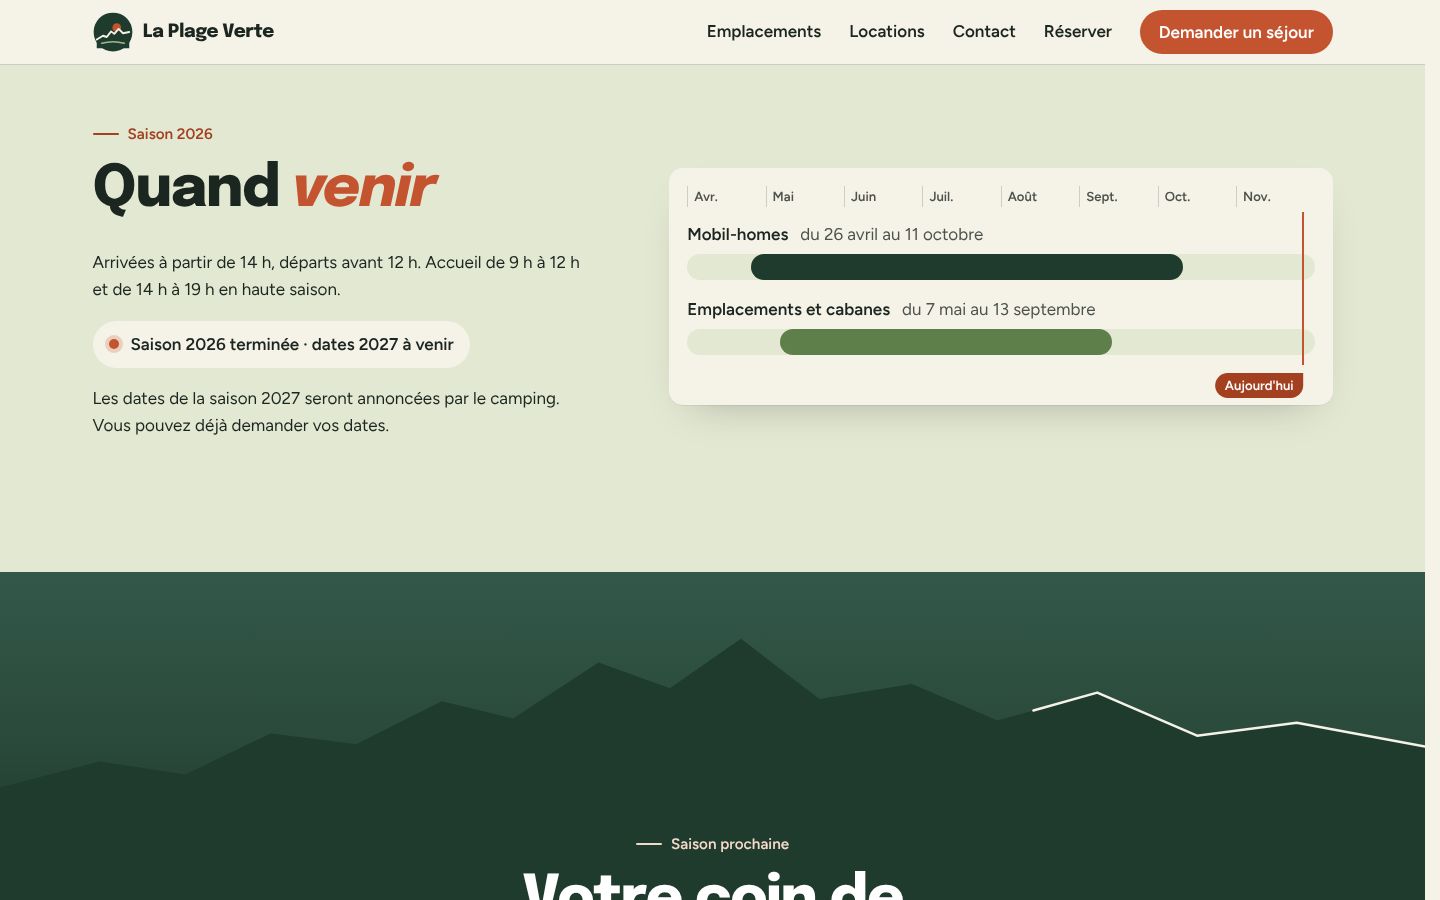 La Plage Verte
Emplacements
Locations
Contact
Réserver
Demander un séjour
Saison 2026
Quand venir
Arrivées à partir de 14 h, départs avant 12 h. Accueil de 9 h à 12 h
et de 14 h à 19 h en haute saison.
Saison 2026 terminée · dates 2027 à venir
Les dates de la saison 2027 seront annoncées par le camping.
Vous pouvez déjà demander vos dates.
Avr.
Mai
Juin
Juil.
Août
Sept.
Oct.
Nov.
Mobil-homes du 26 avril au 11 octobre
Emplacements et cabanes du 7 mai au 13 septembre
Aujourd'hui
Saison prochaine
Votre coin de